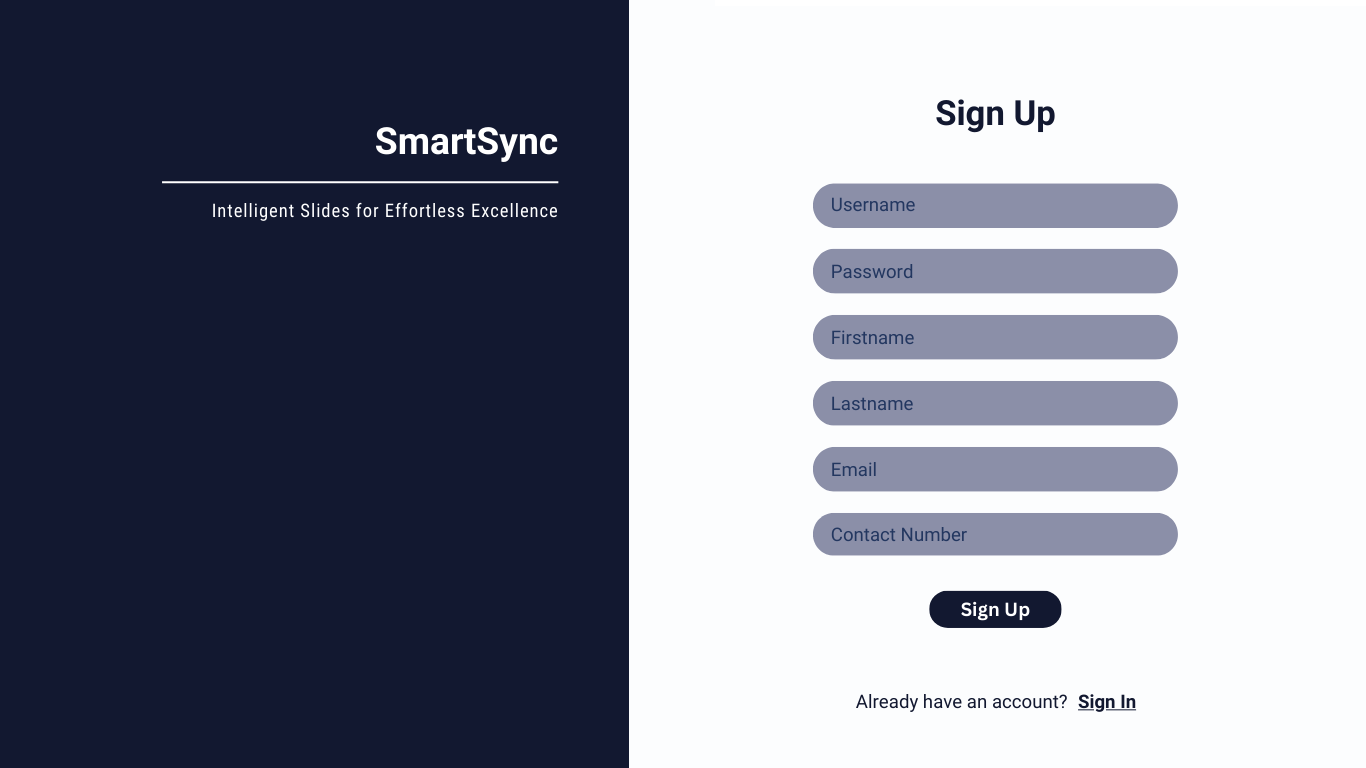 SmartSync
Intelligent Slides for Effortless Excellence
Sign Up
Username
Password
Firstname
Lastname
Email
Contact Number
Sign Up
Already have an account? Sign In